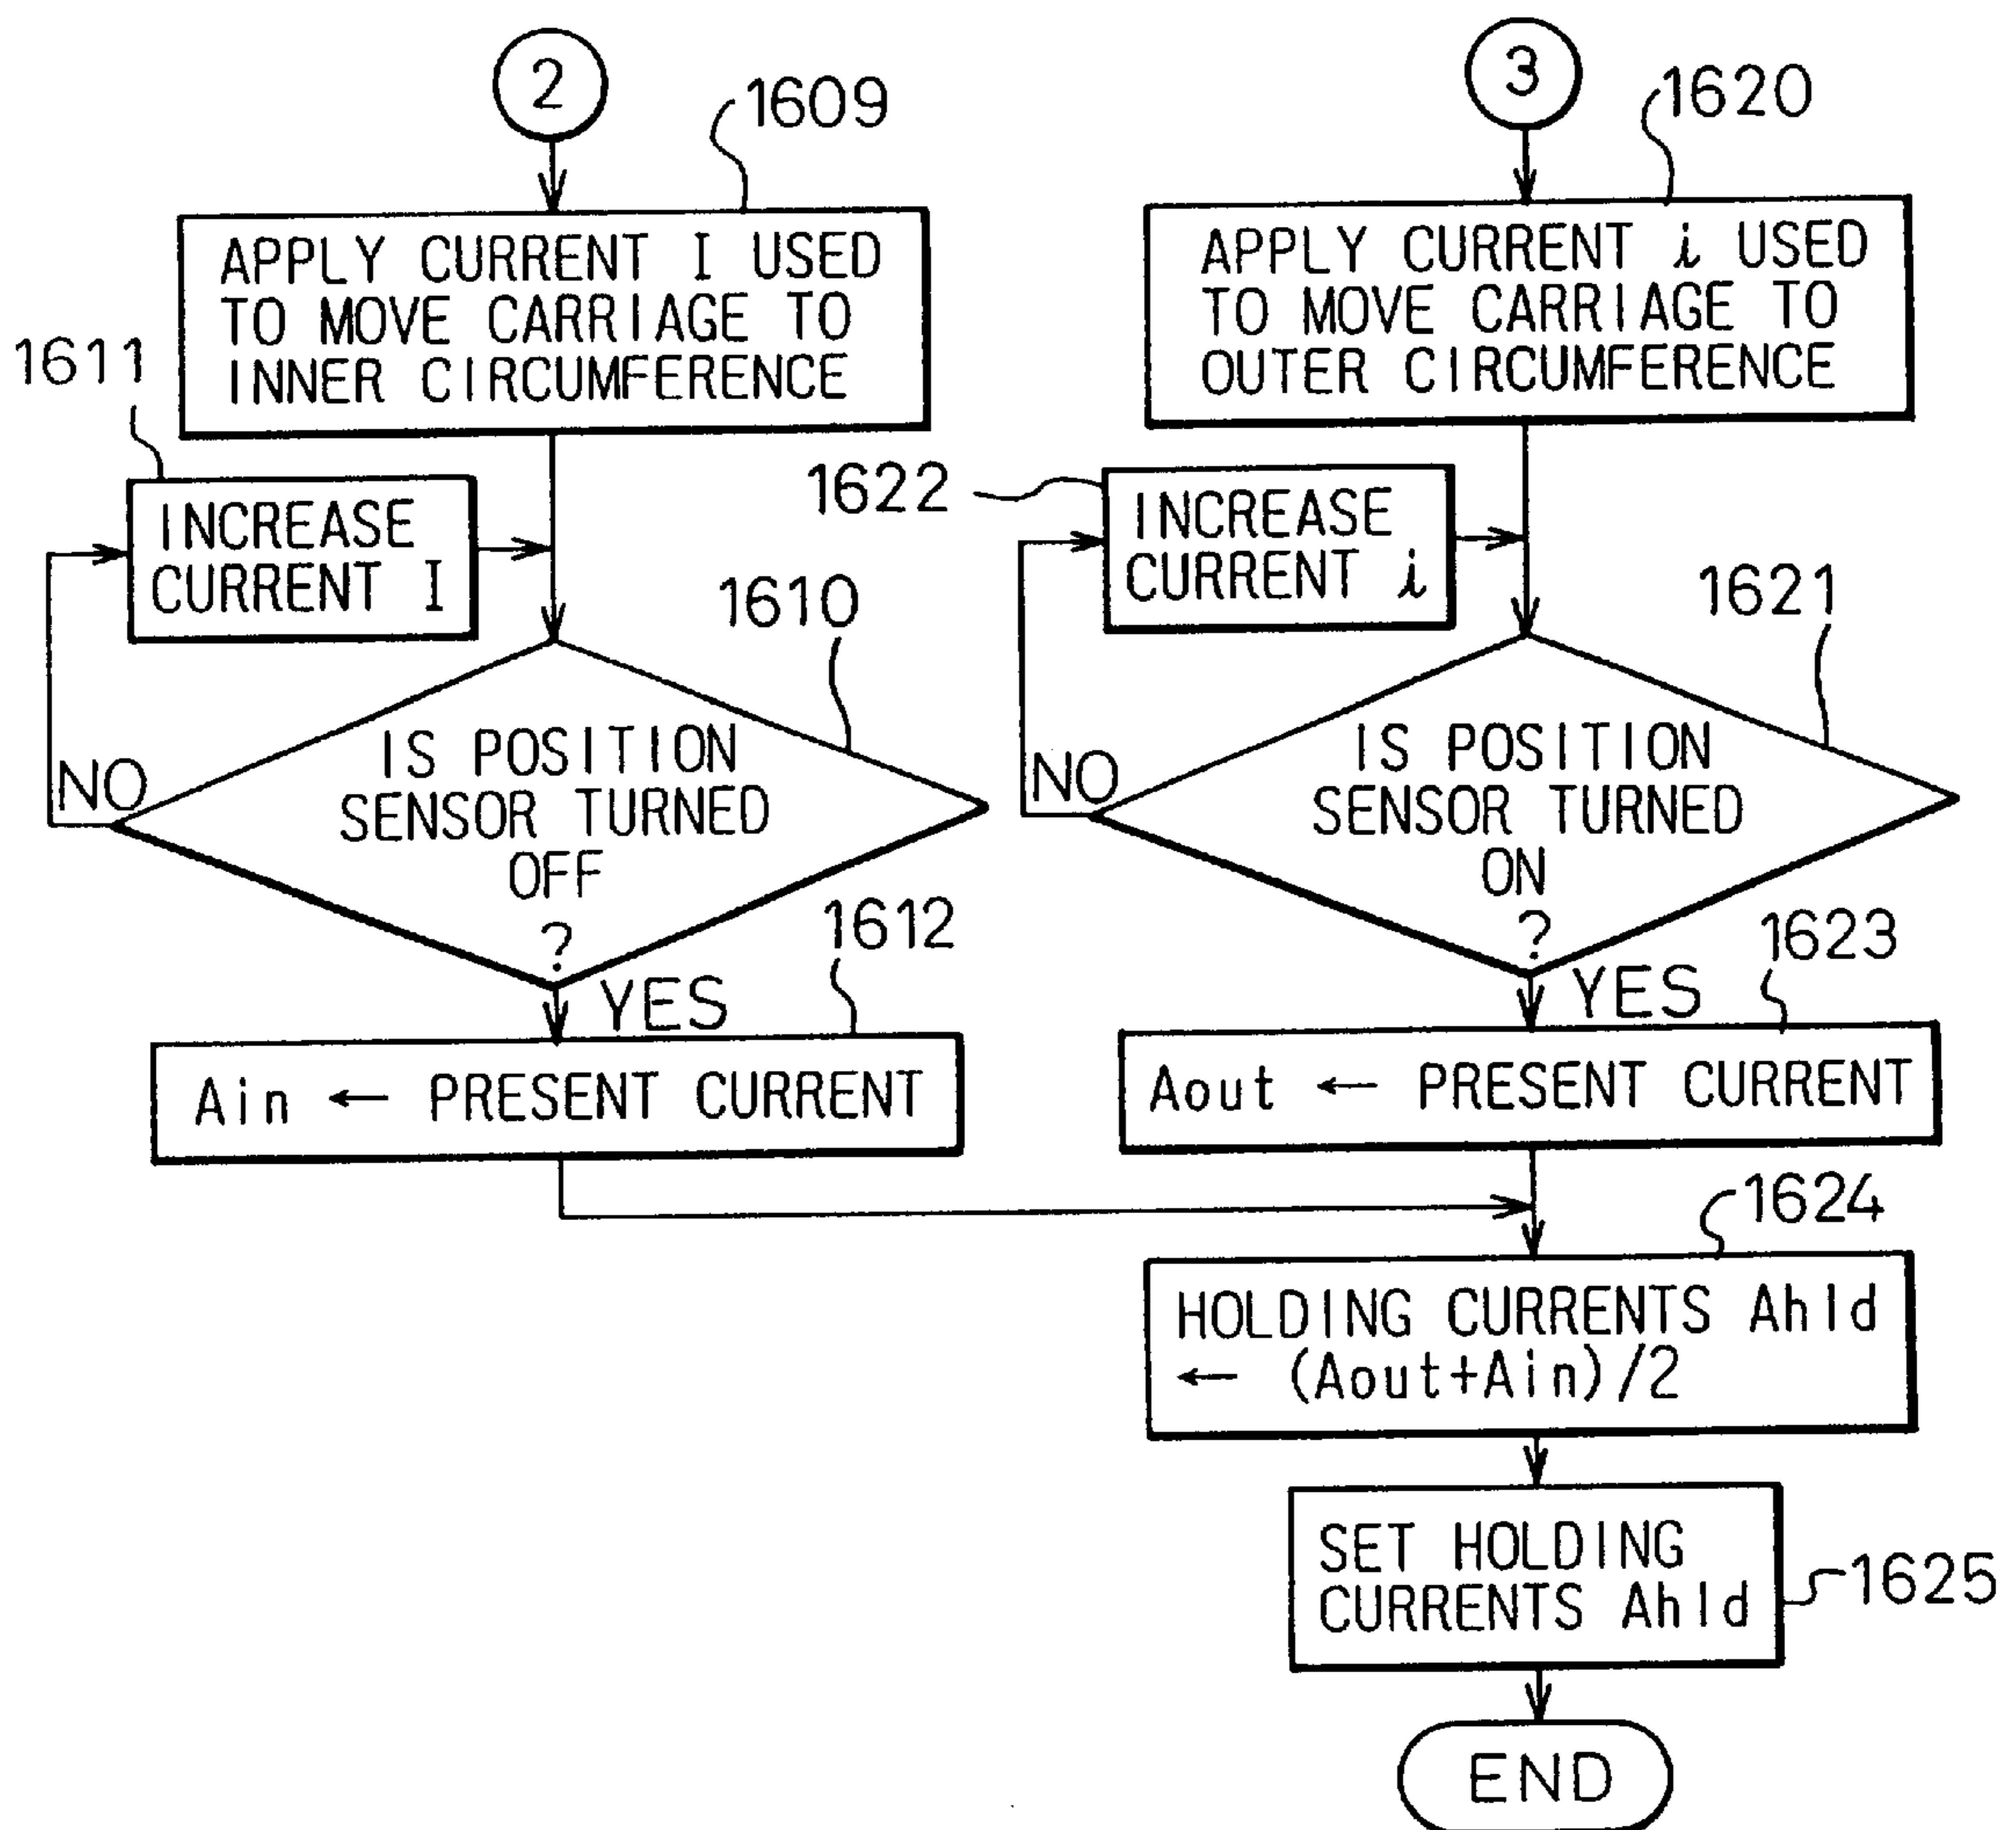 2
1609
APPLY CURRENT I USED
TO MOVE CARRIAGE TO
INNER CIRCUMFERENCE
1611
INCREASE
CURRENT I
1610
IS POSITION
SENSOR TURNED
OFF
?
NO
YES
1612
Ain ← PRESENT CURRENT
3
1620
APPLY CURRENT i USED
TO MOVE CARRIAGE TO
OUTER CIRCUMFERENCE
1622
INCREASE
CURRENT i
1621
IS POSITION
SENSOR TURNED
ON
?
NO
YES
1623
Aout ← PRESENT CURRENT
1624
HOLDING CURRENTS Ahld
← (Aout+Ain)/2
SET HOLDING
CURRENTS Ahld
1625
END